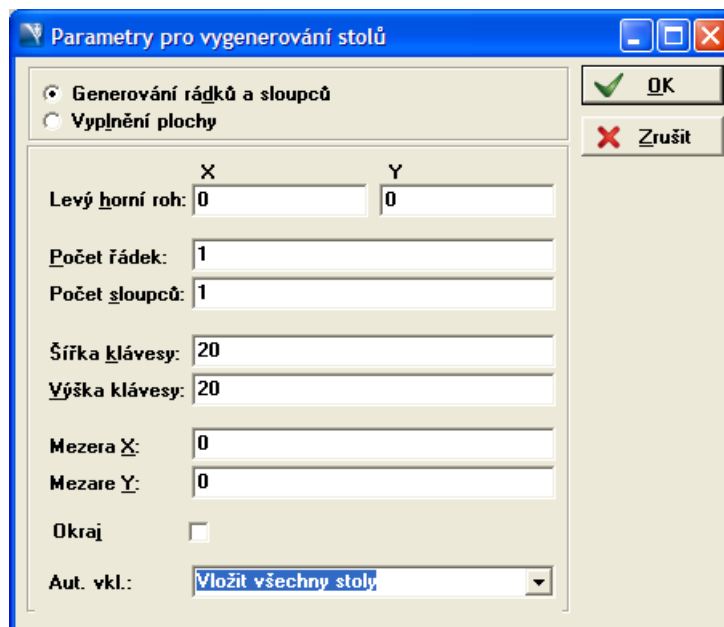 Parametry pro vygenerování stolů
Generování rádků a sloupců
Vyplnění plochy
OK
Zrušit
X Y
Levý horní roh: 0 0
Počet řádek: 1
Počet sloupců: 1
Šířka klávesy: 20
Výška klávesy: 20
Mezera X: 0
Mezare Y: 0
Okraj
Aut. vkl.: Vložit všechny stoly